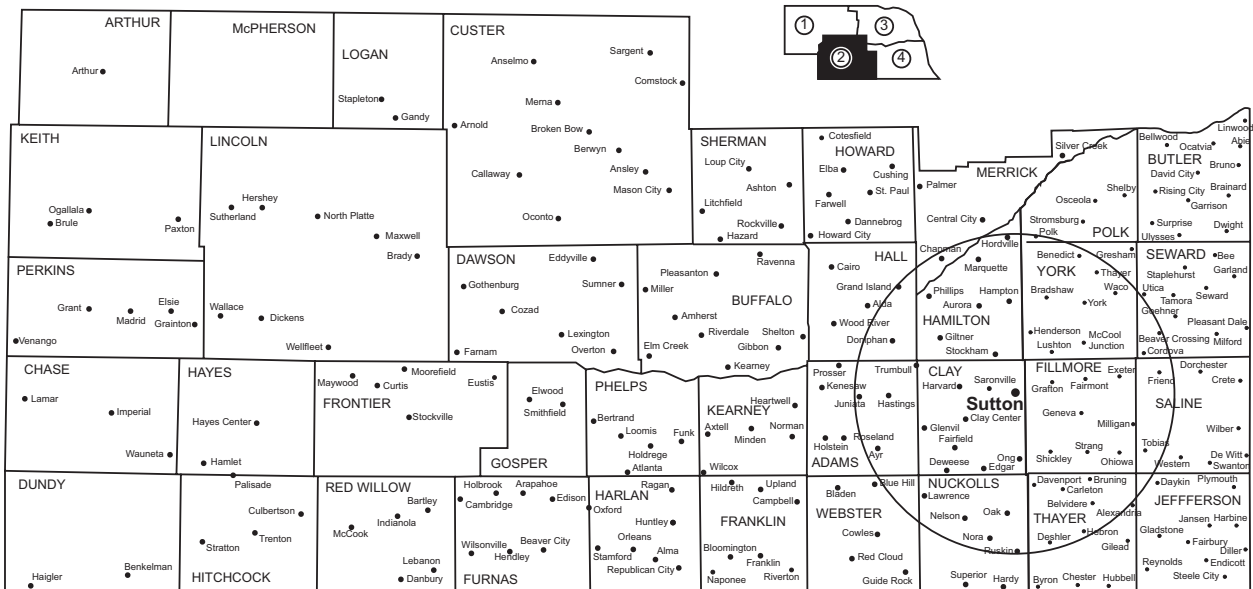 ARTHUR
Arthur
McPHERSON
LOGAN
Stapleton
Gandy
CUSTER
Anselmo
Sargent
Comstock
Merna
Arnold
Broken Bow
Berwyn
Callaway
Ansley
Mason City
Oconto
1
3
2
4
KEITH
Ogallala
Brule
Paxton
LINCOLN
Hershey
Sutherland
North Platte
Maxwell
Brady
Wallace
Dickens
Wellfleet
SHERMAN
Loup City
Ashton
Litchfield
Rockville
Hazard
Cotesfield
HOWARD
Elba
Cushing
St. Paul
Farwell
Dannebrog
Howard City
MERRICK
Palmer
Central City
Chapman
Silver Creek
Shelby
Osceola
Stromsburg
Polk
POLK
Hordville
Linwood
Bellwood
Ocatvia
Abie
BUTLER
David City
Bruno
Rising City
Brainard
Garrison
Surprise
Dwight
Ulysses
PERKINS
Grant
Madrid
Elsie
Grainton
Venango
DAWSON
Eddyville
Gothenburg
Sumner
Cozad
Lexington
Farnam
Overton
Ravenna
Pleasanton
Miller
BUFFALO
Amherst
Riverdale
Shelton
Elm Creek
Gibbon
Kearney
HALL
Cairo
Grand Island
Alda
Wood River
Doniphan
Marquette
Phillips
Hampton
Aurora
HAMILTON
Giltner
Stockham
Benedict
Gresham
YORK
Thayer
Bradshaw
Waco
York
Henderson
McCool
Junction
Lushton
SEWARD
Bee
Staplehurst
Garland
Utica
Seward
Tamora
Goehner
Pleasant Dale
Beaver Crossing
Milford
Cordova
CHASE
Lamar
Imperial
Wauneta
HAYES
Hayes Center
Hamlet
Palisade
Maywood
Moorefield
Curtis
Eustis
FRONTIER
Stockville
Elwood
Smithfield
GOSPER
PHELPS
Bertrand
Loomis
Funk
Holdrege
Atlanta
KEARNEY
Heartwell
Axtell
Norman
Minden
Wilcox
Prosser
Kenesaw
Juniata
Hastings
Trumbull
Holstein
Roseland
Ayr
ADAMS
CLAY
Harvard
Saronville
Sutton
Clay Center
Glenvil
Fairfield
Ong
Deweese
Edgar
FILLMORE
Exeter
Grafton
Fairmont
Geneva
Milligan
Strang
Shickley
Ohiowa
Dorchester
Friend
Crete
SALINE
Wilber
Tobias
Western
De Witt
Swanton
DUNDY
Haigler
Benkelman
Culbertson
Trenton
Stratton
HITCHCOCK
RED WILLOW
Bartley
Indianola
McCook
Lebanon
Danbury
Holbrook
Arapahoe
Cambridge
Edison
Wilsonville
Beaver City
Hendley
FURNAS
HARLAN
Ragan
Oxford
Huntley
Orleans
Stamford
Alma
Republican City
Hildreth
Upland
Campbell
FRANKLIN
Bloomington
Franklin
Naponee
Riverton
Bladen
Blue Hill
WEBSTER
Cowles
Red Cloud
Guide Rock
NUCKOLLS
Lawrence
Nelson
Oak
Nora
Ruskin
Superior
Hardy
Davenport
Bruning
Carleton
Belvidere
Alexandria
THAYER
Hebron
Deshler
Gilead
Byron
Chester
Hubbell
Daykin
Plymouth
JEFFFERSON
Jansen
Harbine
Gladstone
Fairbury
Diller
Reynolds
Endicott
Steele City